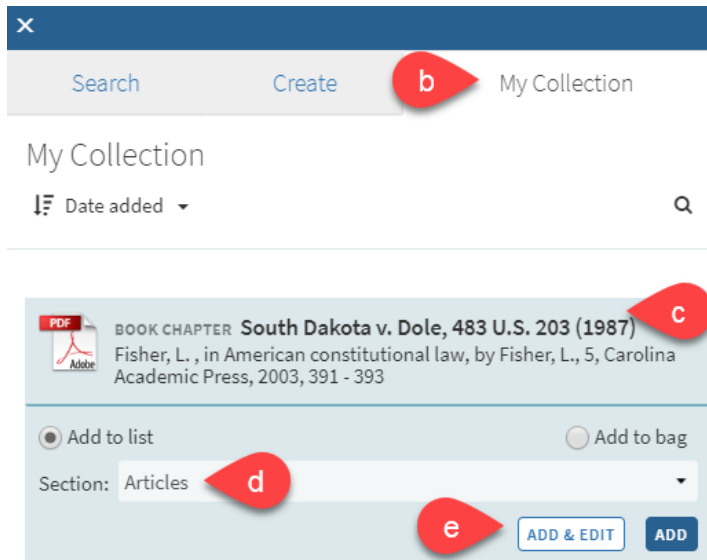 ×
Search Create b My Collection
My Collection
Date added
PDF BOOK CHAPTER South Dakota v. Dole, 483 U.S. 203 (1987) c
Fisher, L. , in American constitutional law, by Fisher, L., 5, Carolina
Adobe Academic Press, 2003, 391 - 393
Add to list Add to bag
Section: Articles d
e ADD & EDIT ADD